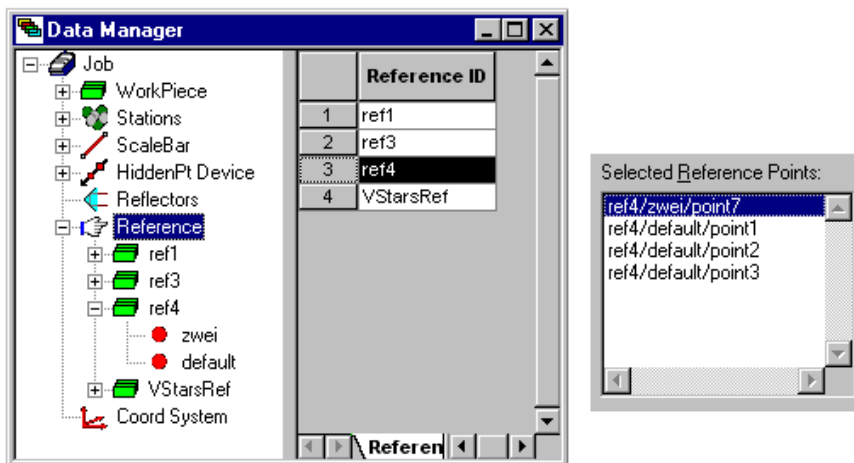 Data Manager
Job
WorkPiece
Stations
ScaleBar
HiddenPt Device
Reflectors
Reference
ref1
ref3
ref4
zwei
default
VStarsRef
Coord System
Reference ID
1 ref1
2 ref3
3 ref4
4 VStarsRef
Referen
Selected Reference Points:
ref4/zwei/point7
ref4/default/point1
ref4/default/point2
ref4/default/point3